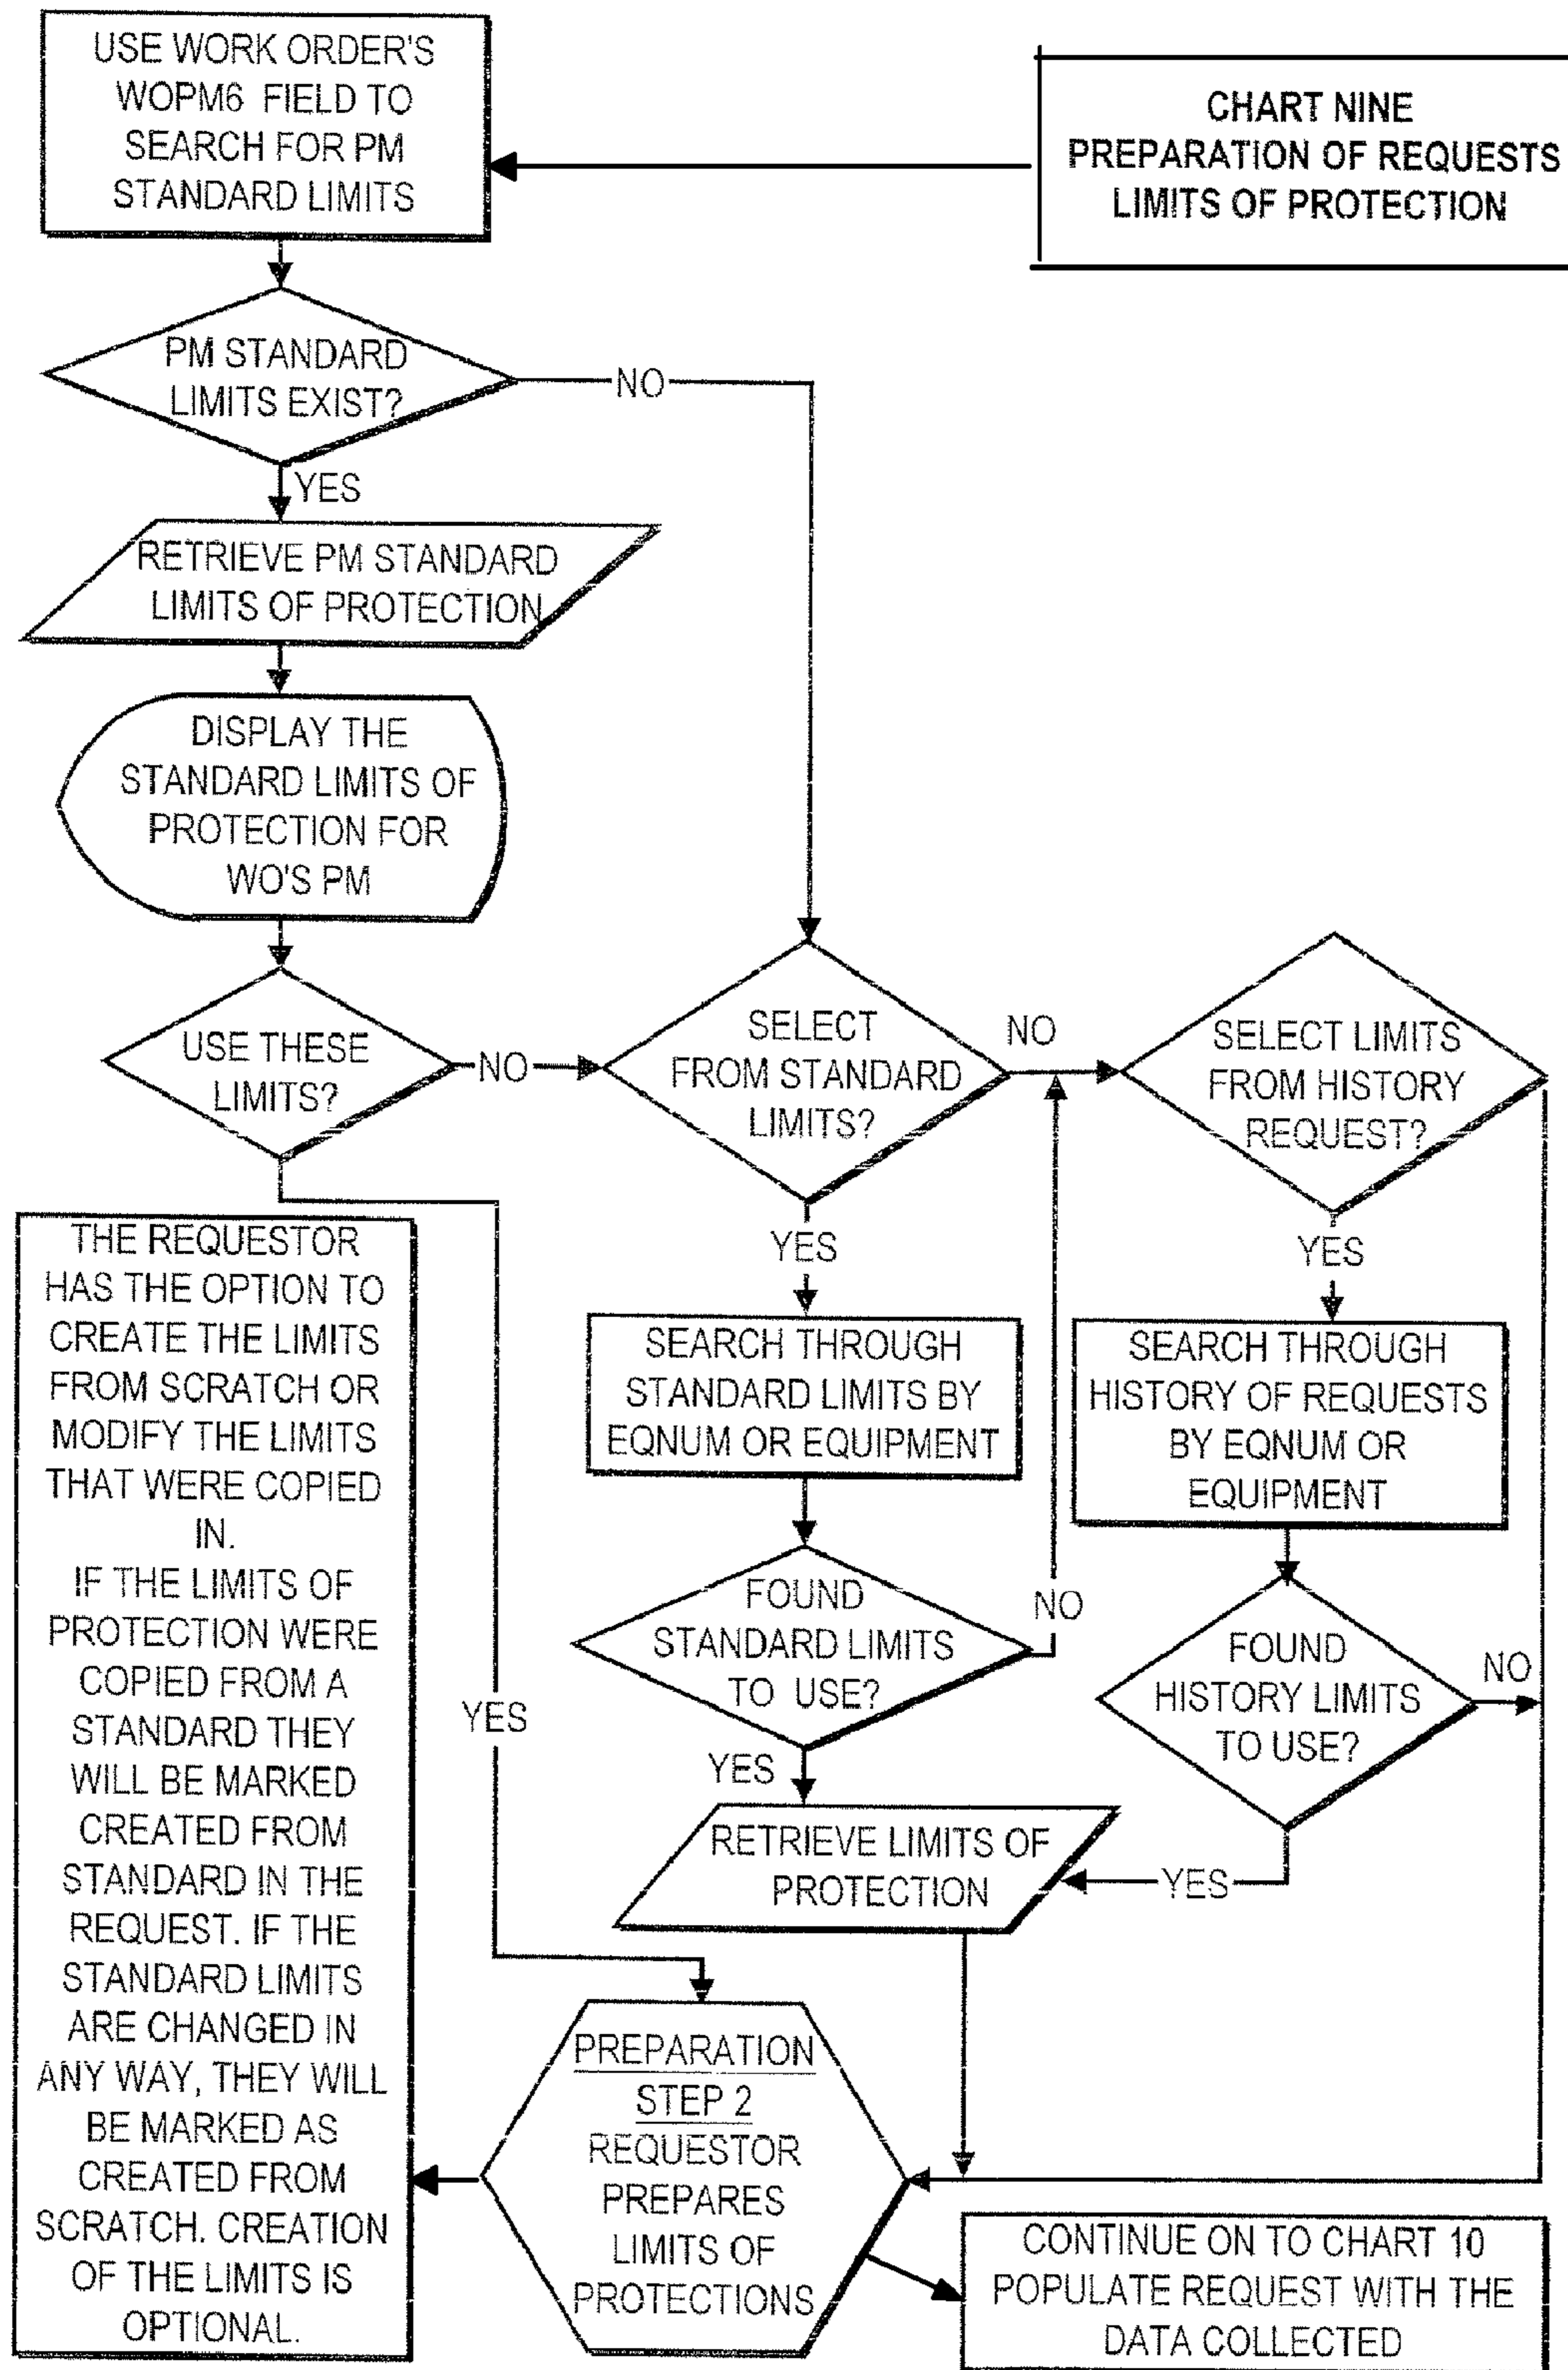 USE WORK ORDER'S
WOPM6 FIELD TO
SEARCH FOR PM
STANDARD LIMITS
CHART NINE
PREPARATION OF REQUESTS
LIMITS OF PROTECTION
PM STANDARD
LIMITS EXIST?
NO
YES
RETRIEVE PM STANDARD
LIMITS OF PROTECTION
DISPLAY THE
STANDARD LIMITS OF
PROTECTION FOR
WO'S PM
USE THESE
LIMITS?
NO
SELECT
FROM STANDARD
LIMITS?
NO
SELECT LIMITS
FROM HISTORY
REQUEST?
YES
YES
SEARCH THROUGH
STANDARD LIMITS BY
EQNUM OR EQUIPMENT
SEARCH THROUGH
HISTORY OF REQUESTS
BY EQNUM OR
EQUIPMENT
FOUND
STANDARD LIMITS
TO USE?
NO
FOUND
HISTORY LIMITS
TO USE?
NO
YES
YES
RETRIEVE LIMITS OF
PROTECTION
YES
THE REQUESTOR
HAS THE OPTION TO
CREATE THE LIMITS
FROM SCRATCH OR
MODIFY THE LIMITS
THAT WERE COPIED
IN.
IF THE LIMITS OF
PROTECTION WERE
COPIED FROM A
STANDARD THEY
WILL BE MARKED
CREATED FROM
STANDARD IN THE
REQUEST. IF THE
STANDARD LIMITS
ARE CHANGED IN
ANY WAY, THEY WILL
BE MARKED AS
CREATED FROM
SCRATCH. CREATION
OF THE LIMITS IS
OPTIONAL.
PREPARATION
STEP 2
REQUESTOR
PREPARES
LIMITS OF
PROTECTIONS
CONTINUE ON TO CHART 10
POPULATE REQUEST WITH THE
DATA COLLECTED